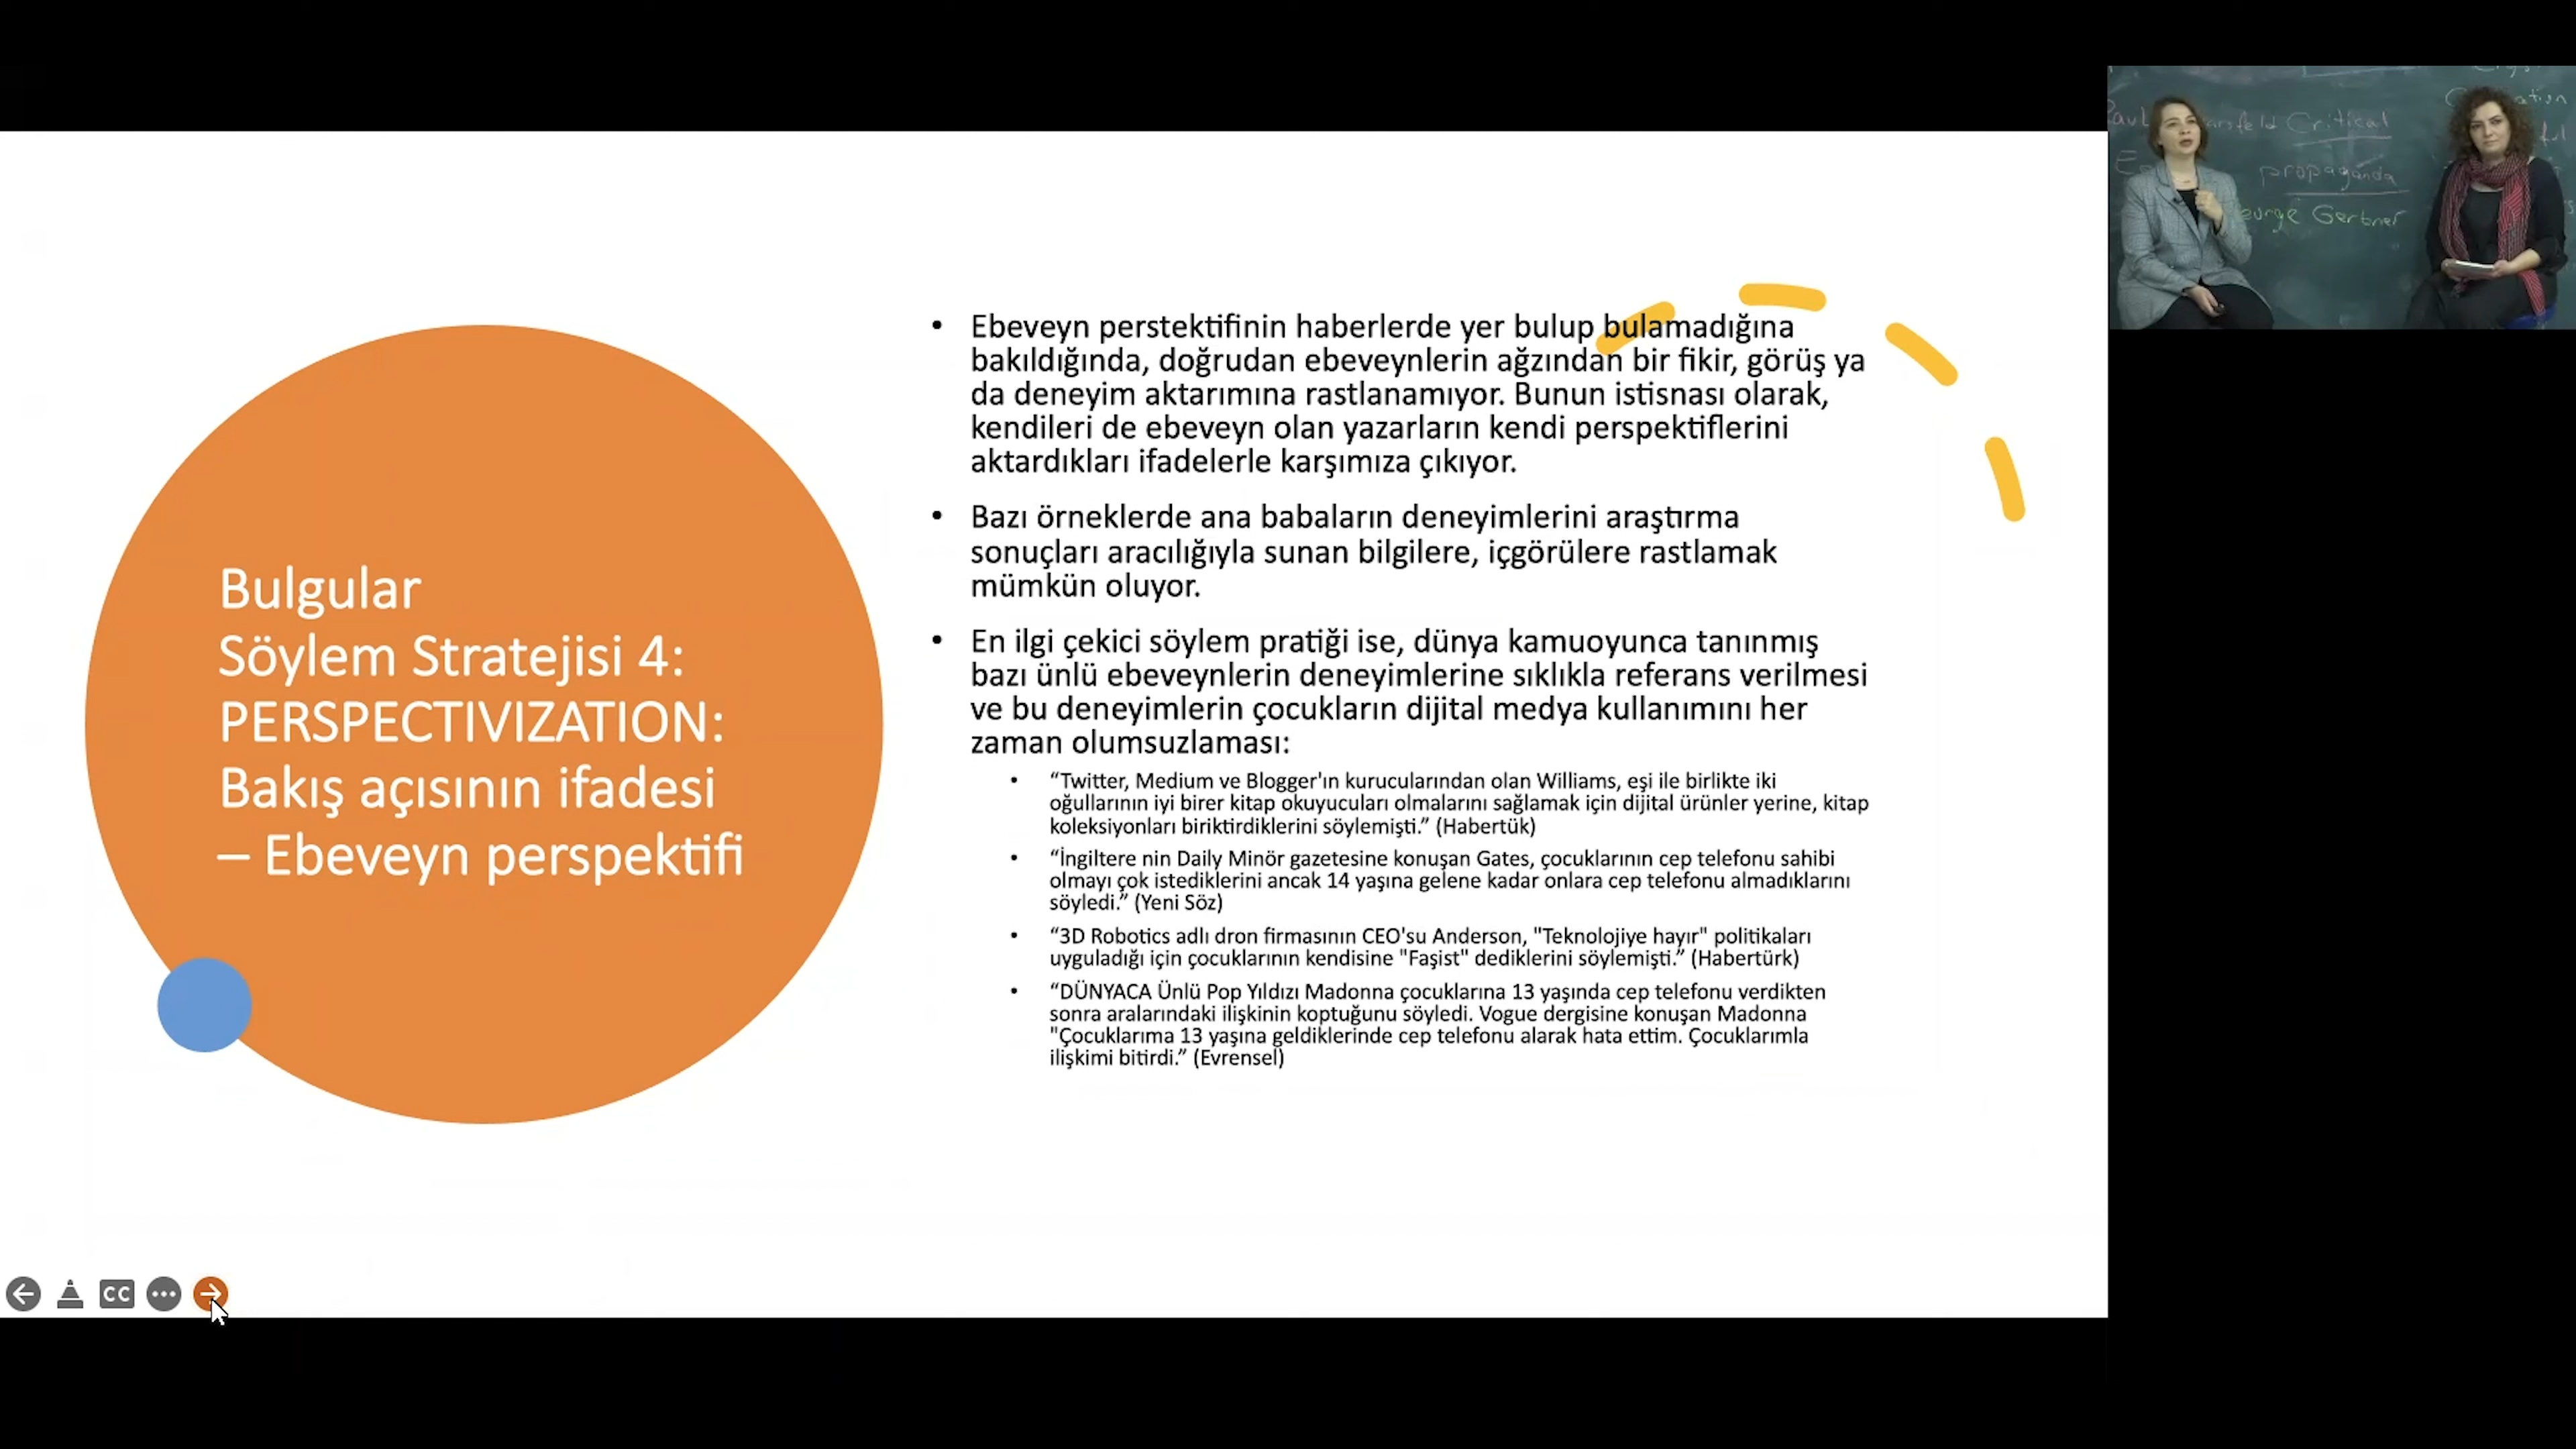 Bulgular
Söylem Stratejisi 4:
PERSPECTIVIZATION:
Bakış açısının ifadesi
– Ebeveyn perspektifi
• Ebeveyn perstektifinin haberlerde yer bulup bulamadığına
bakıldığında, doğrudan ebeveynlerin ağzından bir fikir, görüş ya
da deneyim aktarımına rastlanamıyor. Bunun istisnası olarak,
kendileri de ebeveyn olan yazarların kendi perspektiflerini
aktardıkları ifadelerle karşımıza çıkıyor.
• Bazı örneklerde ana babaların deneyimlerini araştırma
sonuçları aracılığıyla sunan bilgilere, içgörülere rastlamak
mümkün oluyor.
• En ilgi çekici söylem pratiği ise, dünya kamuoyunca tanınmış
bazı ünlü ebeveynlerin deneyimlerine sıklıkla referans verilmesi
ve bu deneyimlerin çocukların dijital medya kullanımını her
zaman olumsuzlaması:
• “Twitter, Medium ve Blogger'ın kurucularından olan Williams, eşi ile birlikte iki
oğullarının iyi birer kitap okuyucuları olmalarını sağlamak için dijital ürünler yerine, kitap
koleksiyonları biriktirdiklerini söylemişti.” (Habertük)
• “İngiltere nin Daily Minör gazetesine konuşan Gates, çocuklarının cep telefonu sahibi
olmayı çok istediklerini ancak 14 yaşına gelene kadar onlara cep telefonu almadıklarını
söyledi.” (Yeni Söz)
• “3D Robotics adlı dron firmasının CEO'su Anderson, "Teknolojiye hayır" politikaları
uyguladığı için çocuklarının kendisine "Faşist" dediklerini söylemişti.” (Habertürk)
• “DÜNYACA Ünlü Pop Yıldızı Madonna çocuklarına 13 yaşında cep telefonu verdikten
sonra aralarındaki ilişkinin koptuğunu söyledi. Vogue dergisine konuşan Madonna
"Çocuklarıma 13 yaşına geldiklerinde cep telefonu alarak hata ettim. Çocuklarımla
ilişkimi bitirdi.” (Evrensel)
CC
Critical
propaganda
Gerbner